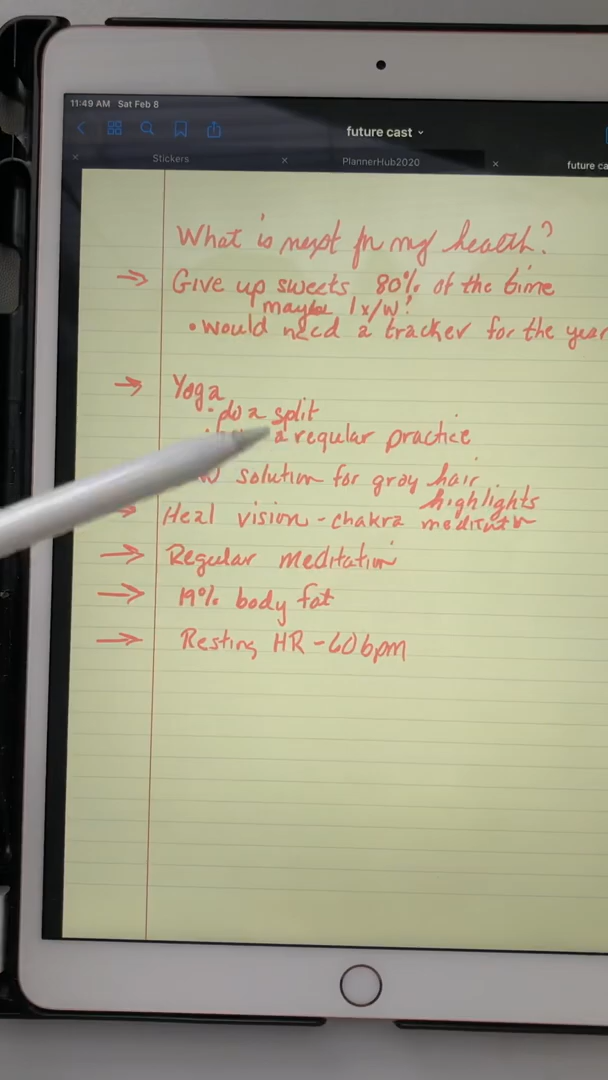 11:49 AM Sat Feb 8
future cast
Stickers
PlannerHub2020
future ca
What is next for my health?
→ Give up sweets 80% of the time
maybe 1x/w?
• would need a tracker for the year
→ Yoga
• do a split
a regular practice
solution for gray hair
highlights
→ Heal vision - chakra
→ Regular meditation
→ 19% body fat
→ Resting HR - 60bpm